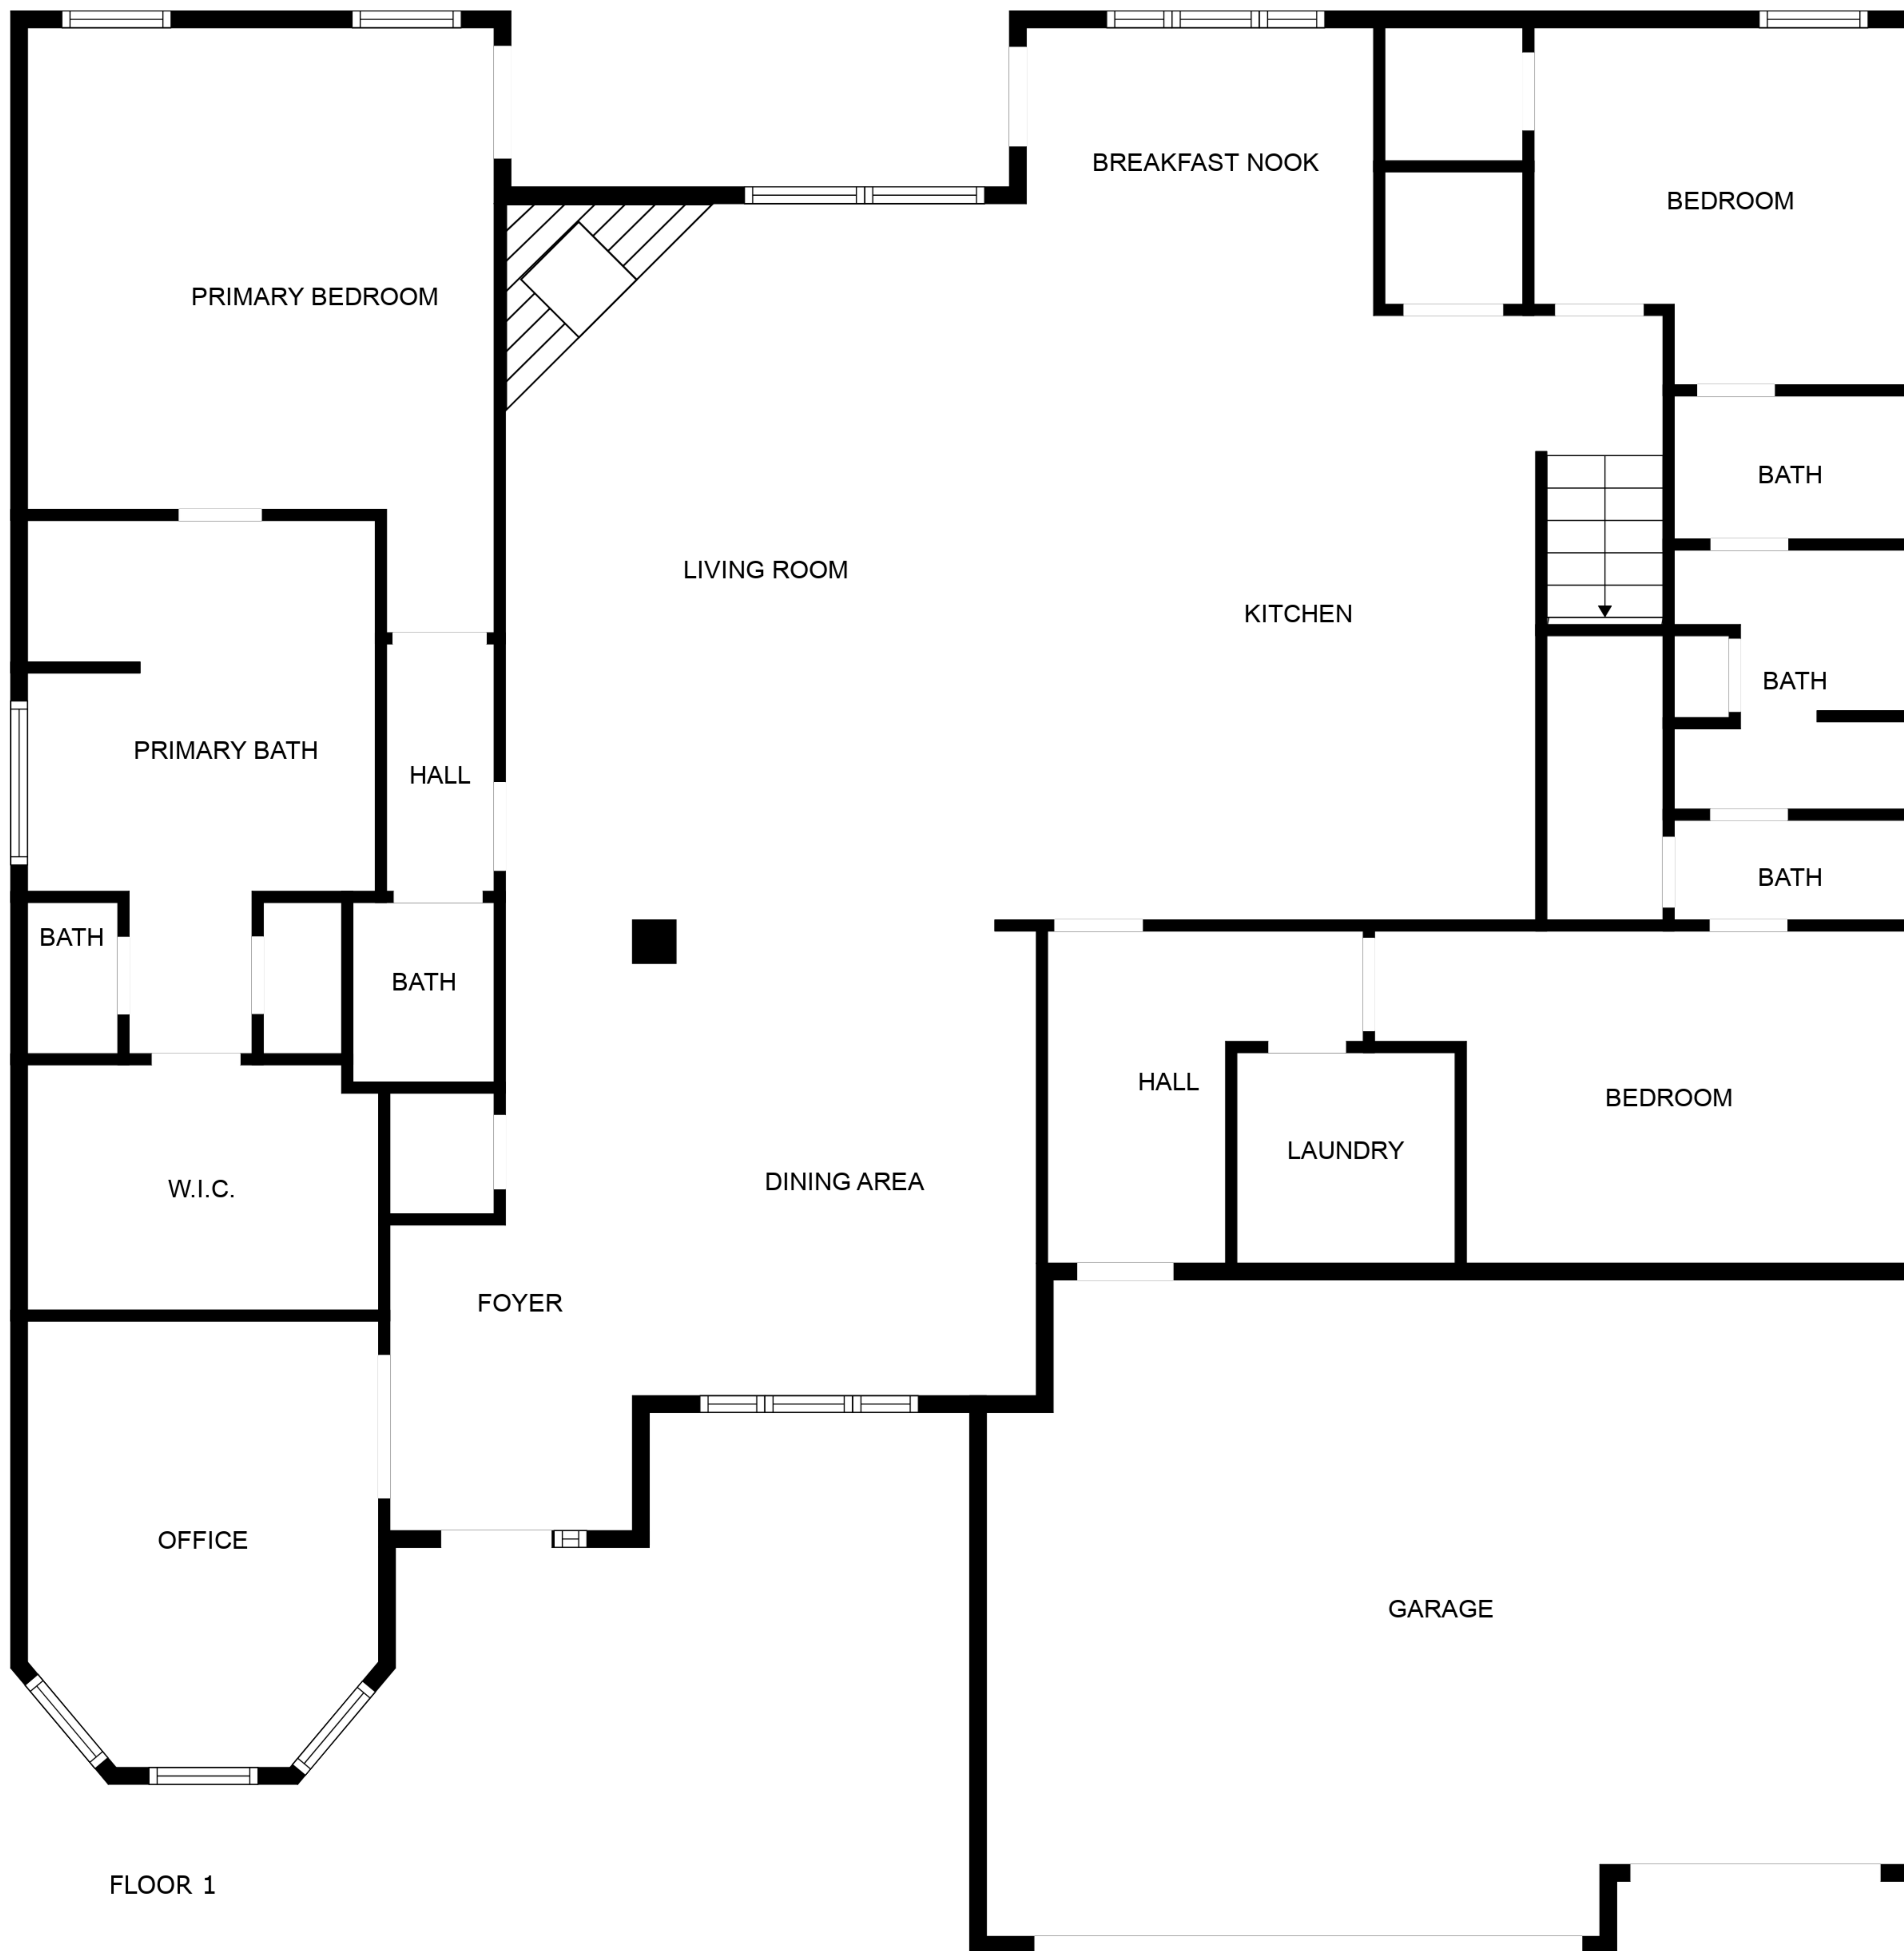 BREAKFAST NOOK
BEDROOM
PRIMARY BEDROOM
BATH
LIVING ROOM
KITCHEN
BATH
PRIMARY BATH
HALL
BATH
BATH
BATH
HALL
BEDROOM
LAUNDRY
DINING AREA
W.I.C.
FOYER
OFFICE
GARAGE
FLOOR 1